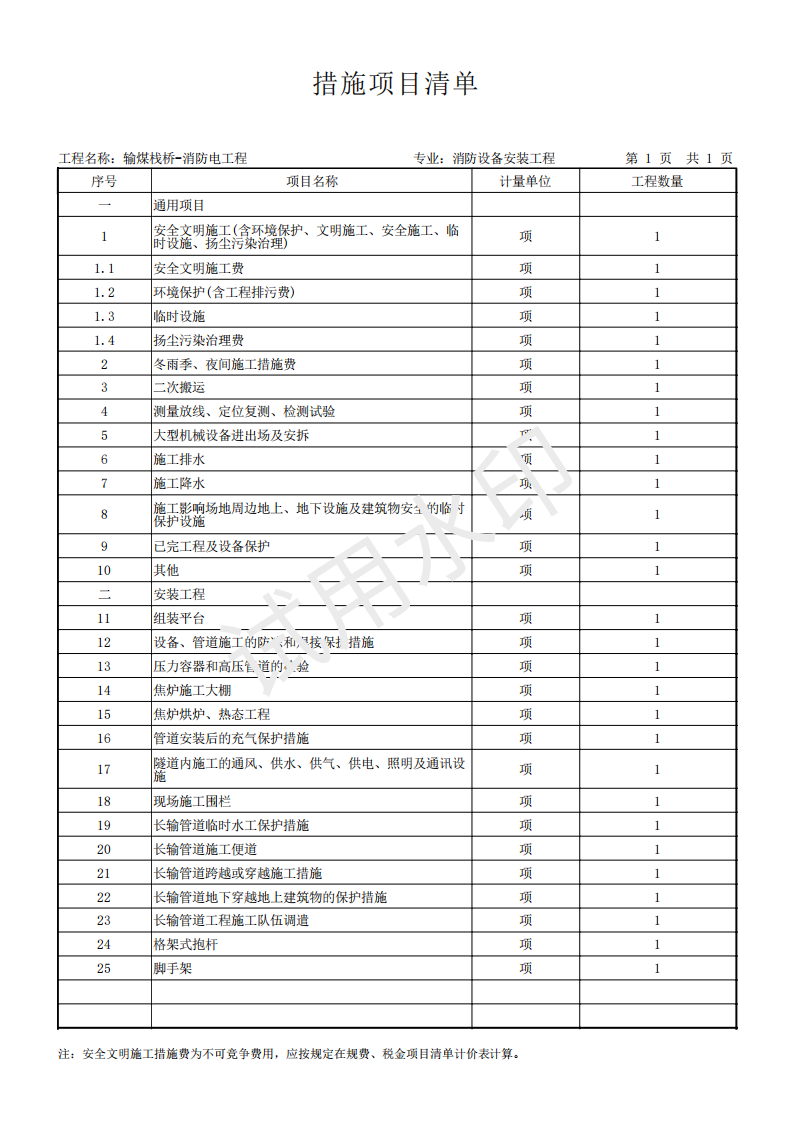 措施项目清单
工程名称：输煤栈桥-消防电工程 专业：消防设备安装工程 第 1 页 共 1 页
序号 项目名称 计量单位 工程数量
一 通用项目
1 安全文明施工(含环境保护、文明施工、安全施工、临
时设施、扬尘污染治理) 项 1
1.1 安全文明施工费 项 1
1.2 环境保护(含工程排污费) 项 1
1.3 临时设施 项 1
1.4 扬尘污染治理费 项 1
2 冬雨季、夜间施工措施费 项 1
3 二次搬运 项 1
4 测量放线、定位复测、检测试验 项 1
5 大型机械设备进出场及安拆 项 1
6 施工排水 项 1
7 施工降水 项 1
8 施工影响场地周边地上、地下设施及建筑物安全的临时
保护设施 项 1
9 已完工程及设备保护 项 1
10 其他 项 1
二 安装工程
11 组装平台 项 1
12 设备、管道施工的防冻和焊接保护措施 项 1
13 压力容器和高压管道的检验 项 1
14 焦炉施工大棚 项 1
15 焦炉烘炉、热态工程 项 1
16 管道安装后的充气保护措施 项 1
17 隧道内施工的通风、供水、供气、供电、照明及通讯设
施 项 1
18 现场施工围栏 项 1
19 长输管道临时水工保护措施 项 1
20 长输管道施工便道 项 1
21 长输管道跨越或穿越施工措施 项 1
22 长输管道地下穿越地上建筑物的保护措施 项 1
23 长输管道工程施工队伍调遣 项 1
24 格架式抱杆 项 1
25 脚手架 项 1
注：安全文明施工措施费为不可竞争费用，应按规定在规费、税金项目清单计价表计算。
试用水印